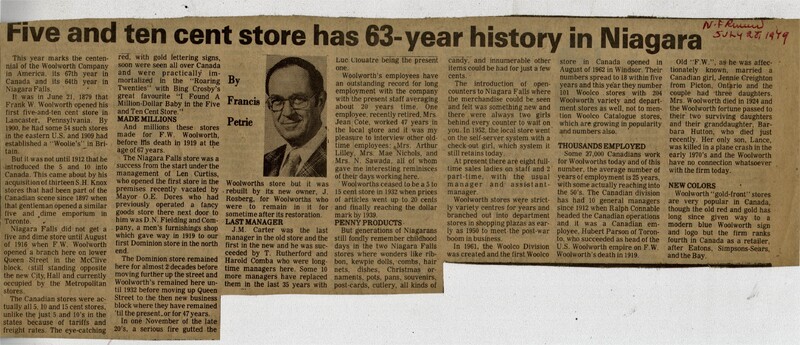 Five and ten cent store has 63-year history in Niagara
N.F. Review
JULY 28, 1979
This year marks the centen-
nial of the Woolworth Company
in America, its 67th year in
Canada and its 64th year in
Niagara Falls.
It was in June 21, 1879 that
Frank W. Woolworth opened his
first five-and-ten cent store in
Lancaster, Pennsylvania. By
1900, he had some 54 such stores
in the eastern U.S. and 1909 had
established a "Woolie's" in Bri-
tain.
But it was not until 1912 that he
introduced the 5 and 10 into
Canada. This came about by his
acquisition of thirteen S.H. Knox
stores that had been part of the
Canadian scene since 1897 when
that gentleman opened a similar
five and dime emporium in
Toronto.
Niagara Falls did not get a
live and dime store until August of
1916 when F.W. Woolworth
opened a branch here on lower
Queen Street in the McClive
block, (still standing opposite
the new City Hall and currently
occupied by the Metropolitan
stores.
The Canadian stores were ac-
tually all 5, 10 and 15 cent stores,
unlike the just 5 and 10's in the
states because of tariffs and
freight rates. The eye-catching
red, with gold lettering signs,
soon were seen all over Canada
and were practically im-
mortalized in the "Roaring
Twenties" with Bing Crosby's
great favourite "I Found A
Million-Dollar Baby in the Five
and Ten Cent Store."
MADE MILLIONS
And millions these stores
made for F.W. Woolworth,
before his death in 1919 at the
age of 67 years.
The Niagara Falls store was a
success from the start under the
management of Len Curtiss,
who opened the first store in the
premises recently vacated by
Mayor O.E. Dores who had
previously operated a fancy
goods store there next door to
him was D.N. Fielding and Com-
pany, a men's furnishings shop
which gave way in 1919 to our
first Dominion store in the north
end.
The Dominion store remained
here for almost 2 decades before
moving further up the street and
Woolworth's remained here un-
til 1932 before moving up Queen
Street to the then new business
block where they have remained
'til the present, or for 47 years.
In one November of the late
20's, a serious fire gutted the
By
Francis
Petrie
Woolworths store but it was
rebuilt by its new owner, J.
Rosberg, for Woolworths who
were to remain in it for
sometime after its restoration.
LAST MANAGER
J.M. Carter was the last
manager in the old store and the
first in the new and he was suc-
ceeded by T. Rutherford and
Harold Comba who were long-
time managers here. Some 10
more managers have replaced
them in the last 35 years with
Luc Clouatre being the present
one.
Woolworth's employees have
an outstanding record for long
employment with the company
with the present staff averaging
about 20 years time. One
employee, recently retired, Mrs.
Jean Cote, worked 47 years in
the local store and it was my
pleasure to interview other old-
time employees; Mrs. Arthur
Lilley, Mrs. Mae Nichols, and
Mrs. N. Sawada, all of whom
gave me interesting reminices
of their days working here.
Woolworths ceased to be a 5 to
15 cent store in 1932 when prices
of articles went up to 20 cents
and finally reaching the dollar
mark by 1939.
PENNY PRODUCTS
But generations of Niagarans
still fondly remember childhood
days in the two Niagara Falls
stores where wonders like rib-
bon, kewpie dolls, combs, hair
nets, dishes, Christmas or-
naments, pots, pans, souvenirs,
post-cards, cutlery, all kinds of
candy, and innumerable other
items could be had for just a few
cents.
The introduction of open-
counters to Niagara Falls where
the merchandise could be seen
and felt was something new and
there were always two girls
behind every counter to wait on
you. In 1952, the local store went
on the self-server system with a
check-out girl, which system it
still retains today.
At present there are eight full-
time sales ladies on staff and 2
part-time, with the usual
manager and assistant-
manager.
Woolworth stores were strict-
ly variety centres for years and
branched out into department
stores in shopping plazas as ear-
ly as 1950 to meet the post-war
boom in business.
In 1961, the Woolco Division
was created and the first Woolco
store in Canada opened in
August of 1962 in Windsor. Their
numbers spread to 18 within five
years and this year they number
101 Woolco stores with 204
Woolworth variety and depart-
ment stores as well, not to men-
tion Woolco Catalogue stores,
which are growing in popularity
and numbers also.
THOUSANDS EMPLOYED
Some 27,000 Canadians work
for Woolworths today and of this
number, the average number of
years of employment is 25 years,
with some actually reaching into
the 50's. The Canadian division
has had 10 general managers
since 1912 when Ralph Connable
headed the Canadian operations
and it was a Canadian em-
ployee, Hubert Parson of Toron-
to, who succeeded as head of the
U.S. Woolworth empire on F.W.
Woolworth's death in 1919.
Old "F.W.", as he was affec-
tionately known, married a
Canadian girl, Jennie Creighton
from Picton, Ontario and the
couple had three daughters.
Mrs. Woolworth died in 1924 and
the Woolworth fortune passed to
their two surviving daughters
and their granddaughter, Bar-
bara Hutton, who died just
recently. Her only son, Lance,
was killed in a plane crash in the
early 1970's and the Woolworth
have no connection whatsoever
with the firm today.
NEW COLORS
Woolworth "gold-front" stores
are very popular in Canada,
though the old red and gold has
long since given way to a
modern blue Woolworth sign
and logo but the firm ranks
fourth in Canada as a retailer,
after Eatons, Simpsons-Sears,
and the Bay.